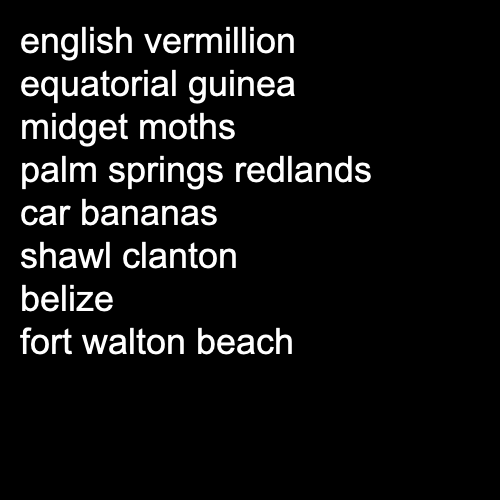 english vermillion
equatorial guinea
midget moths
palm springs redlands
car bananas
shawl clanton
belize
fort walton beach